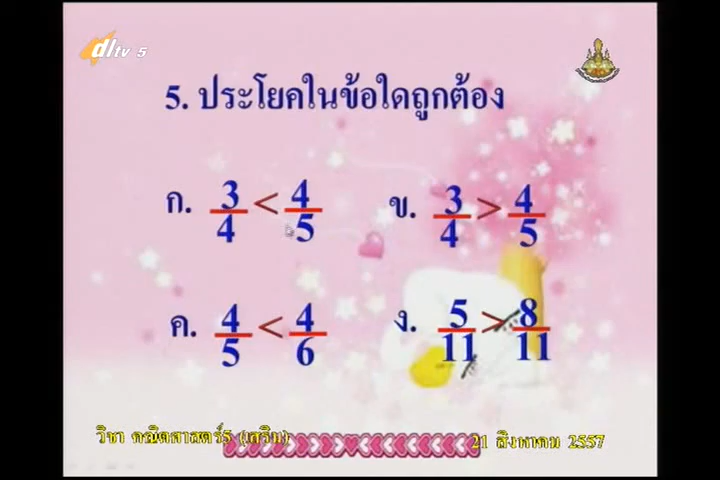 dltv 5
5. ประโยคในข้อใดถูกต้อง
ก. 3/4 < 4/5 ข. 3/4 > 4/5
ค. 4/5 < 4/6 ง. 5/11 > 8/11
วิชา คณิตศาสตร์5 (เสริม) 21 สิงหาคม 2557